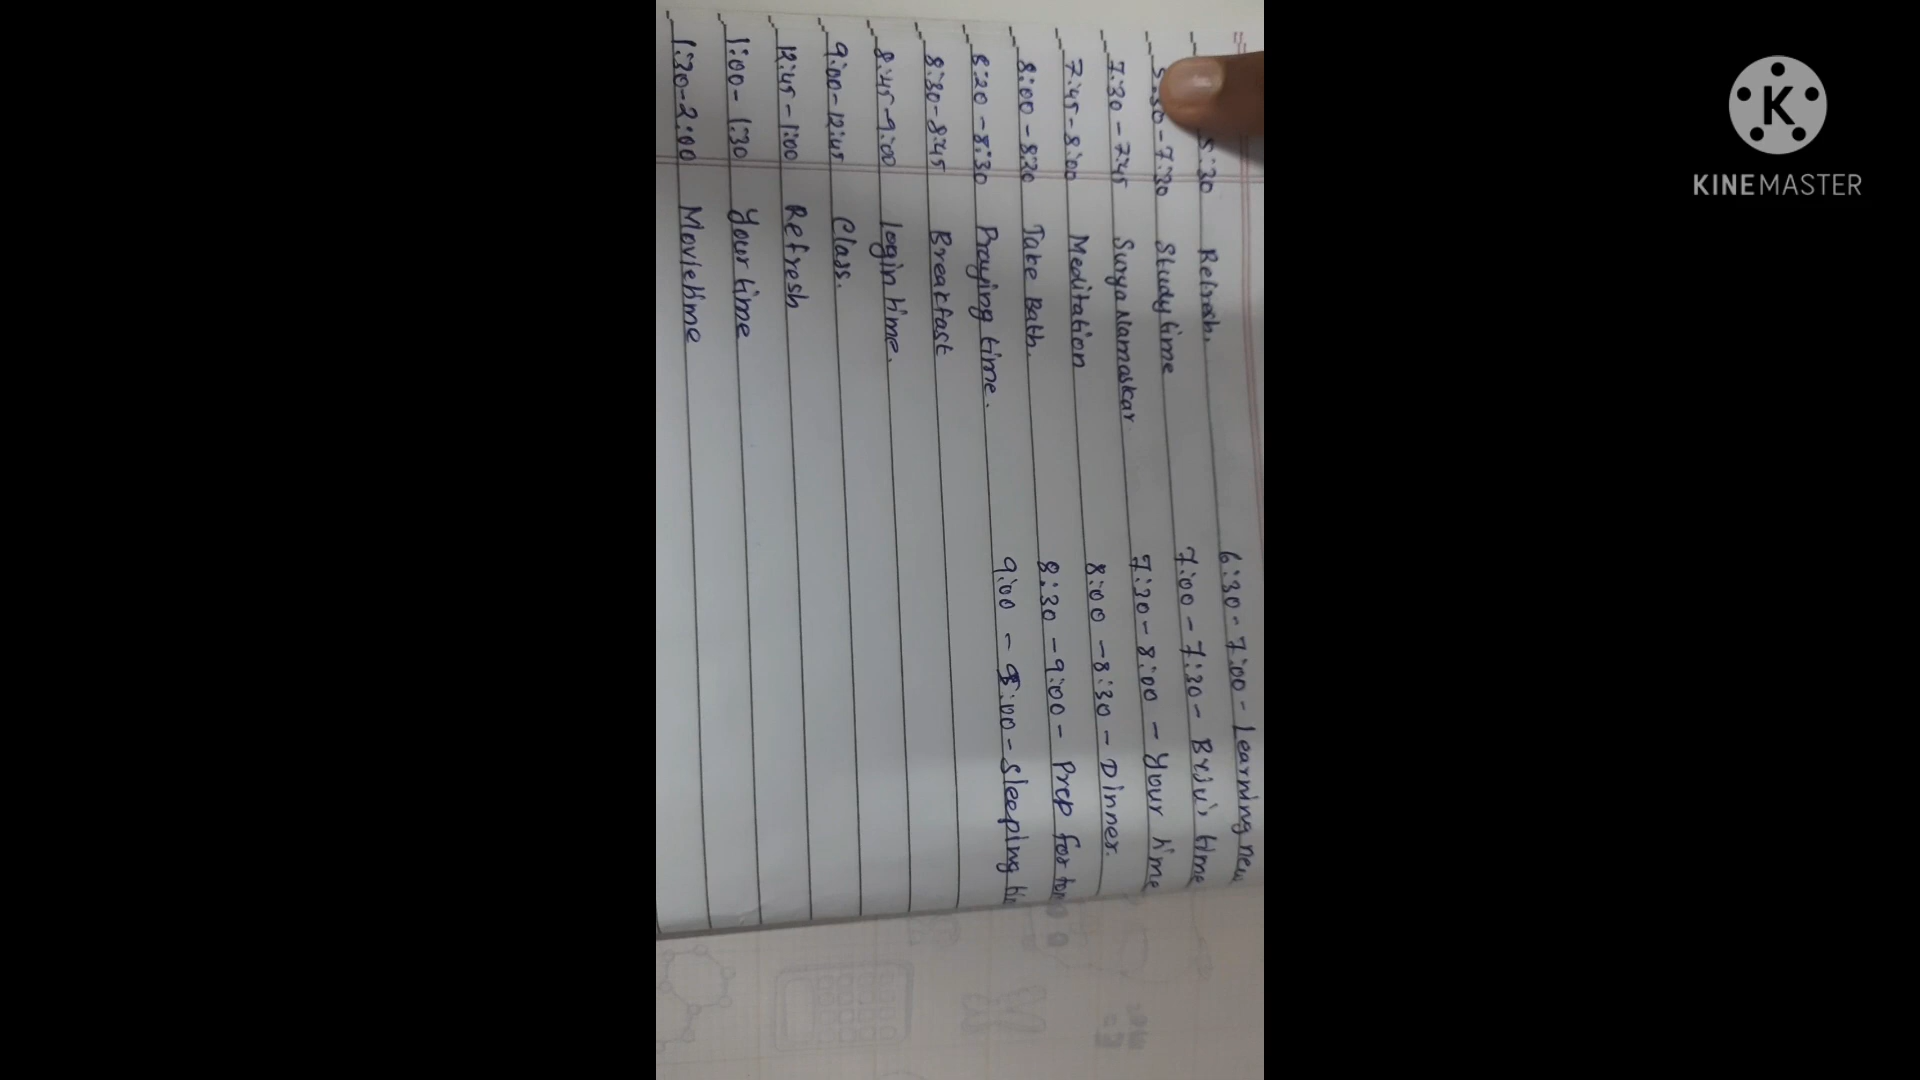 5:30 Refresh.
5:30-7:30 Study time
7:30-7:45 Surya Namaskar
7:45-8:00 Meditation
8:00-8:20 Take Bath.
8:20-8:30 Praying time.
8:30-8:45 Breakfast
8:45-9:00 login time.
9:00-12:45 Class.
12:45-1:00 Refresh
1:00-1:30 Your time
1:30-2:00 Movie time
6:30-7:00-Learning new
7:00-7:30-Byju's time
7:30-8:00-Your time
8:00-8:30-Dinner.
8:30-9:00-Prep for
9:00-5:00-Sleeping
KINEMASTER